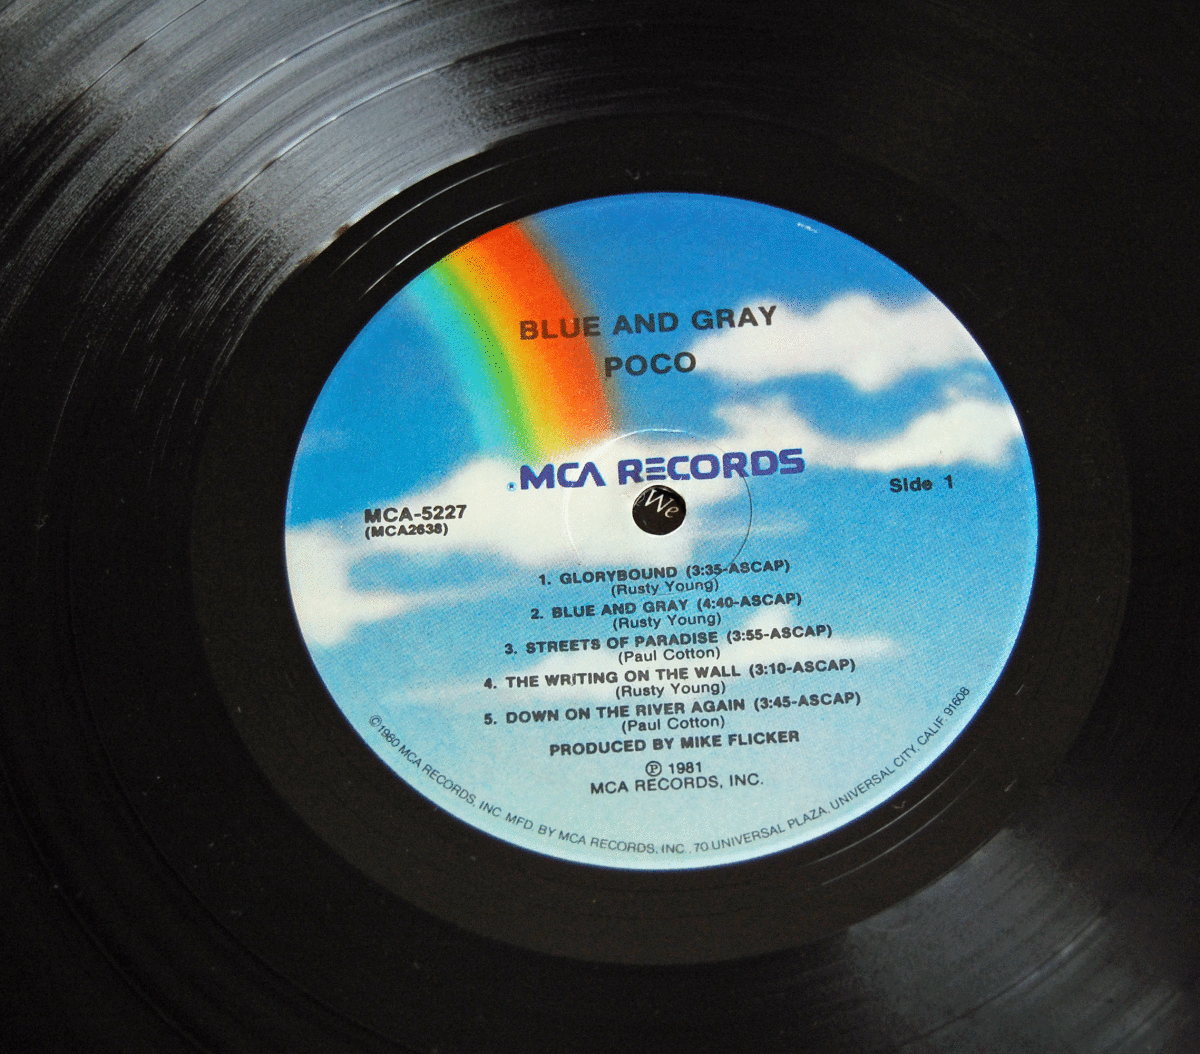 BLUE AND GRAY
POCO
MCA RECORDS
Side 1
MCA-5227
(MCA2638)
We
1. GLORYBOUND (3:35-ASCAP)
(Rusty Young)
2. BLUE AND GRAY (4:40-ASCAP)
(Rusty Young)
3. STREETS OF PARADISE (3:55-ASCAP)
(Paul Cotton)
4. THE WRITING ON THE WALL (3:10-ASCAP)
(Rusty Young)
5. DOWN ON THE RIVER AGAIN (3:45-ASCAP)
(Paul Cotton)
PRODUCED BY MIKE FLICKER
℗ 1981
MCA RECORDS, INC.
©1980 MCA RECORDS, INC MFD. BY MCA RECORDS, INC., 70 UNIVERSAL PLAZA, UNIVERSAL CITY, CALIF. 91608